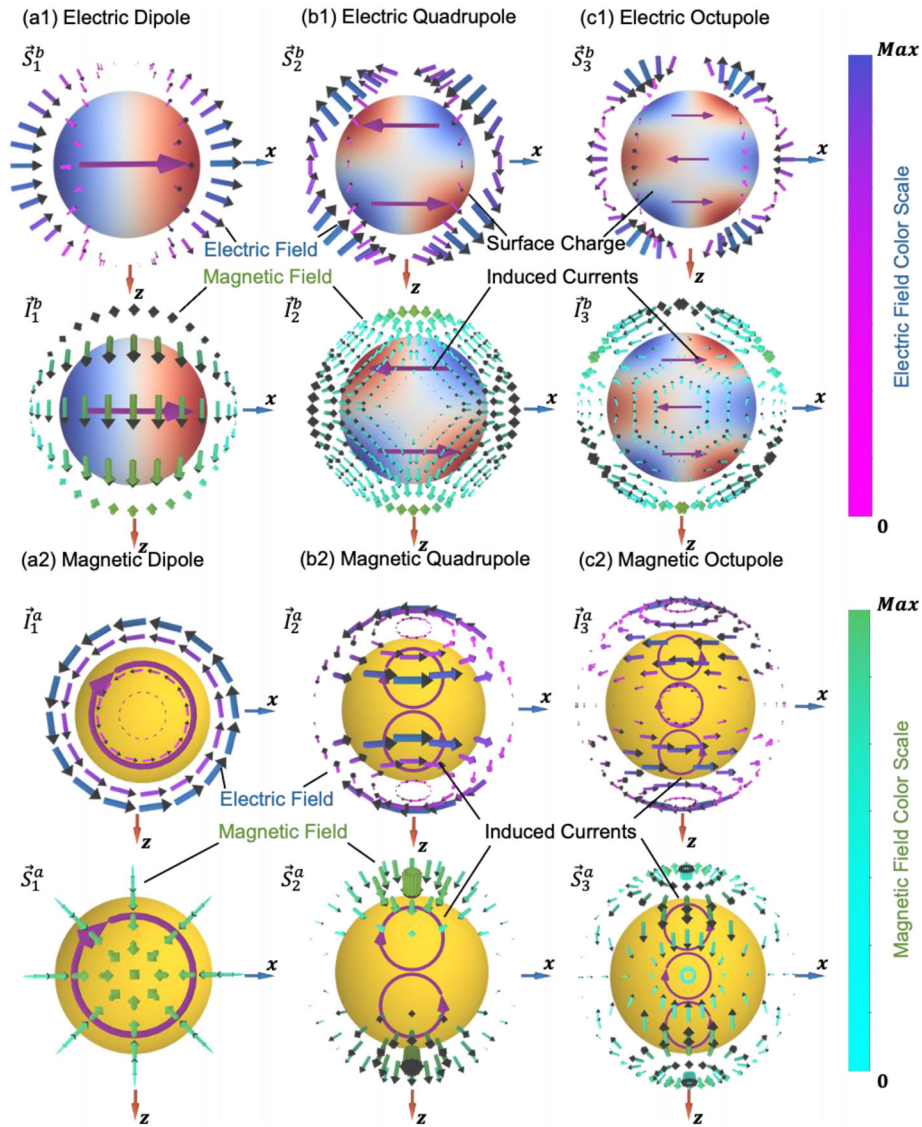 (a1) Electric Dipole
(b1) Electric Quadrupole
(c1) Electric Octupole
Max
S⃗₁ᵇ
S⃗₂ᵇ
S⃗₃ᵇ
x
x
x
Electric Field
Surface Charge
z
z
z
Magnetic Field
Induced Currents
I⃗₁ᵇ
I⃗₂ᵇ
I⃗₃ᵇ
x
x
x
Electric Field Color Scale
0
z
z
z
(a2) Magnetic Dipole
(b2) Magnetic Quadrupole
(c2) Magnetic Octupole
Max
I⃗₁ᵃ
I⃗₂ᵃ
I⃗₃ᵃ
x
x
x
Electric Field
z
z
z
Magnetic Field
Induced Currents
S⃗₁ᵃ
S⃗₂ᵃ
S⃗₃ᵃ
x
x
x
Magnetic Field Color Scale
0
z
z
z